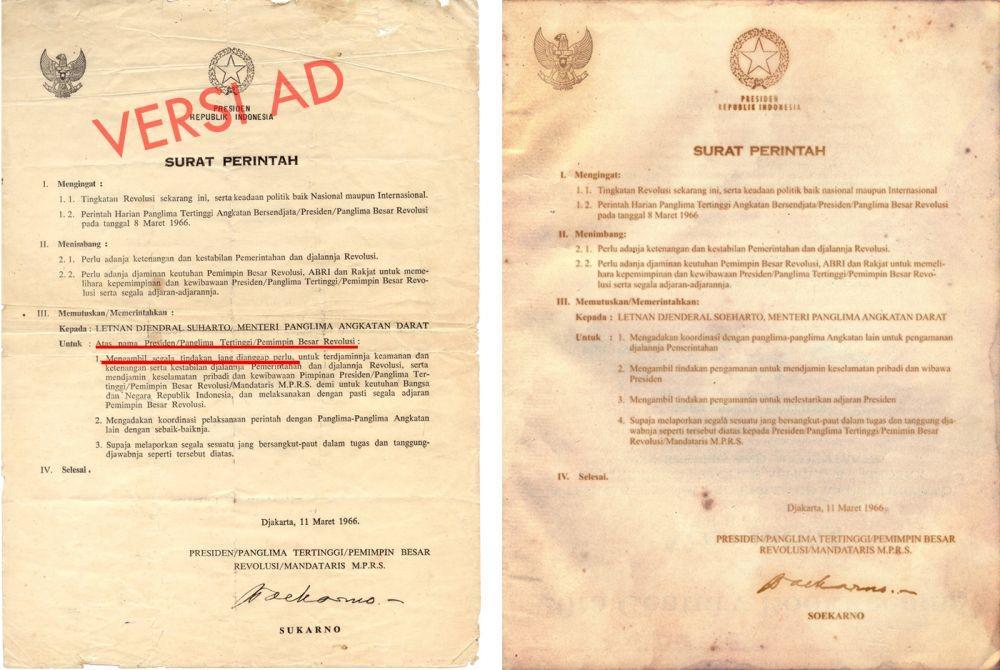 VERSI AD
PRESIDEN
REPUBLIK INDONESIA
SURAT PERINTAH
I. Mengingat :
1. 1. Tingkatan Revolusi sekarang ini, serta keadaan politik baik Nasional maupun Internasional.
1. 2. Perintah Harian Panglima Tertinggi Angkatan Bersendjata/Presiden/Panglima Besar Revolusi
pada tanggal 8 Maret 1966.
II. Menimbang :
2. 1. Perlu adanja ketenangan dan kestabilan Pemerintahan dan djalannja Revolusi.
2. 2. Perlu adanja djaminan keutuhan Pemimpin Besar Revolusi, ABRI dan Rakjat untuk meme-
lihara kepemimpinan dan kewibawaan Presiden/Panglima Tertinggi/Pemimpin Besar Revo-
lusi serta segala adjaran-adjarannja.
III. Memutuskan/Memerintahkan :
Kepada : LETNAN DJENDRAL SUHARTO, MENTERI PANGLIMA ANGKATAN DARAT
Untuk : Atas nama Presiden/Panglima Tertinggi/Pemimpin Besar Revolusi :
1. Mengambil segala tindakan jang dianggap perlu, untuk terdjaminnja keamanan dan
ketenangan serta kestabilan djalannja Pemerintahan dan djalannja Revolusi, serta
mendjamin keselamatan pribadi dan kewibawaan Pimpinan Presiden/Panglima Ter-
tinggi/Pemimpin Besar Revolusi/Mandataris M.P.R.S. demi untuk keutuhan Bangsa
dan Negara Republik Indonesia, dan melaksanakan dengan pasti segala adjaran
Pemimpin Besar Revolusi.
2. Mengadakan koordinasi pelaksanaan perintah dengan Panglima-Panglima Angkatan
lain dengan sebaik-baiknja.
3. Supaja melaporkan segala sesuatu jang bersangkut-paut dalam tugas dan tanggung-
djawabnja seperti tersebut diatas.
IV. Selesai.
Djakarta, 11 Maret 1966.
PRESIDEN/PANGLIMA TERTINGGI/PEMIMPIN BESAR
REVOLUSI/MANDATARIS M.P.R.S.
Soekarno.-
SUKARNO
PRESIDEN
REPUBLIK INDONESIA
SURAT PERINTAH
I. Mengingat:
1. 1. Tingkatan Revolusi sekarang ini, serta keadaan politik baik nasional maupun Internasional
1. 2. Perintah Harian Panglima Tertinggi Angkatan Bersendjata/Presiden/Panglima Besar Revolusi
pada tanggal 8 Maret 1966
II. Menimbang:
2. 1. Perlu adanja ketenangan dan kestabilan Pemerintahan dan djalannja Revolusi.
2. 2. Perlu adanja djaminan keutuhan Pemimpin Besar Revolusi, ABRI dan Rakjat untuk memeli-
hara kepemimpinan dan kewibawaan Presiden/Panglima Tertinggi/Pemimpin Besar Revo-
lusi serta segala adjaran-adjarannja.
III. Memutuskan/Memerintahkan:
Kepada : LETNAN DJENDERAL SOEHARTO, MENTERI PANGLIMA ANGKATAN DARAT
Untuk : 1. Mengadakan koordinasi dengan panglima-panglima Angkatan lain untuk pengamanan
djalannja Pemerintahan
2. Mengambil tindakan pengamanan untuk mendjamin keselamatan pribadi dan wibawa
Presiden
3. Mengambil tindakan pengamanan untuk melestarikan adjaran Presiden
4. Supaja melaporkan segala sesuatu jang bersangkut-paut dalam tugas dan tanggung dja-
wabnja seperti tersebut diatas kepada Presiden/Panglima Tertinggi/Pemimin Besar
Revolusi/Mandataris M.P.R.S.
IV. Selesai.
Djakarta, 11 Maret 1966
PRESIDEN/PANGLIMA TERTINGGI/PEMIMPIN BESAR
REVOLUSI/MANDATARIS M.P.R.S.
Soekarno.-
SOEKARNO